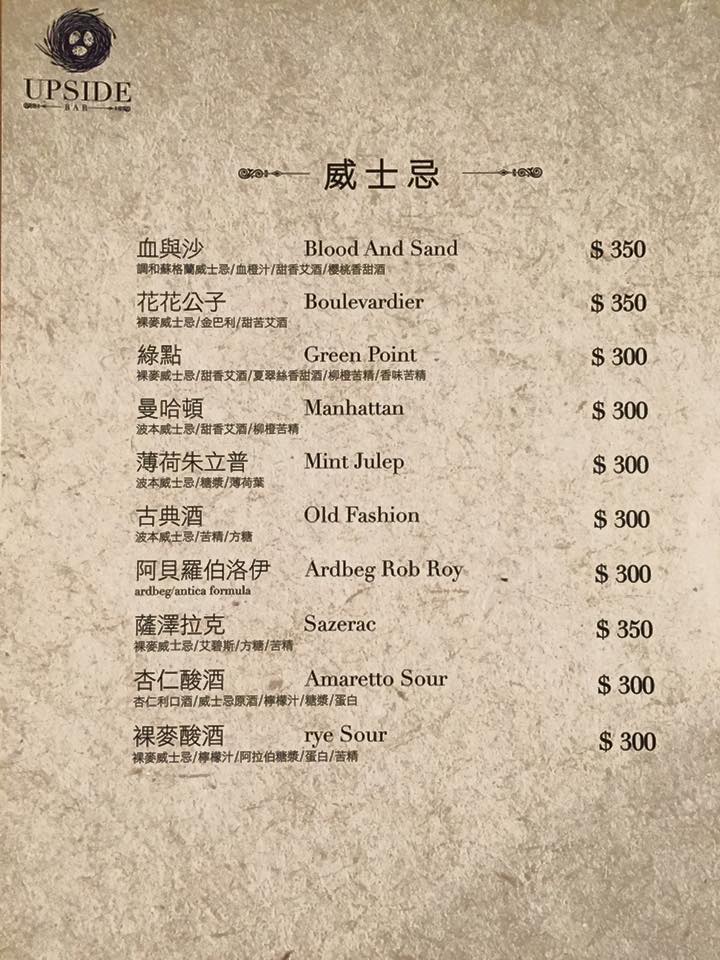 UPSIDE
BAR
威士忌
血與沙 Blood And Sand $ 350
調和蘇格蘭威士忌/血橙汁/甜香艾酒/櫻桃香甜酒
花花公子 Boulevardier $ 350
裸麥威士忌/金巴利/甜苦艾酒
綠點 Green Point $ 300
裸麥威士忌/甜香艾酒/夏翠絲香甜酒/柳橙苦精/香味苦精
曼哈頓 Manhattan $ 300
波本威士忌/甜香艾酒/柳橙苦精
薄荷朱立普 Mint Julep $ 300
波本威士忌/糖漿/薄荷葉
古典酒 Old Fashion $ 300
波本威士忌/苦精/方糖
阿貝羅伯洛伊 Ardbeg Rob Roy $ 300
ardbeg/antica formula
薩澤拉克 Sazerac $ 350
裸麥威士忌/艾碧斯/方糖/苦精
杏仁酸酒 Amaretto Sour $ 300
杏仁利口酒/威士忌原酒/檸檬汁/糖漿/蛋白
裸麥酸酒 rye Sour $ 300
裸麥威士忌/檸檬汁/阿拉伯糖漿/蛋白/苦精